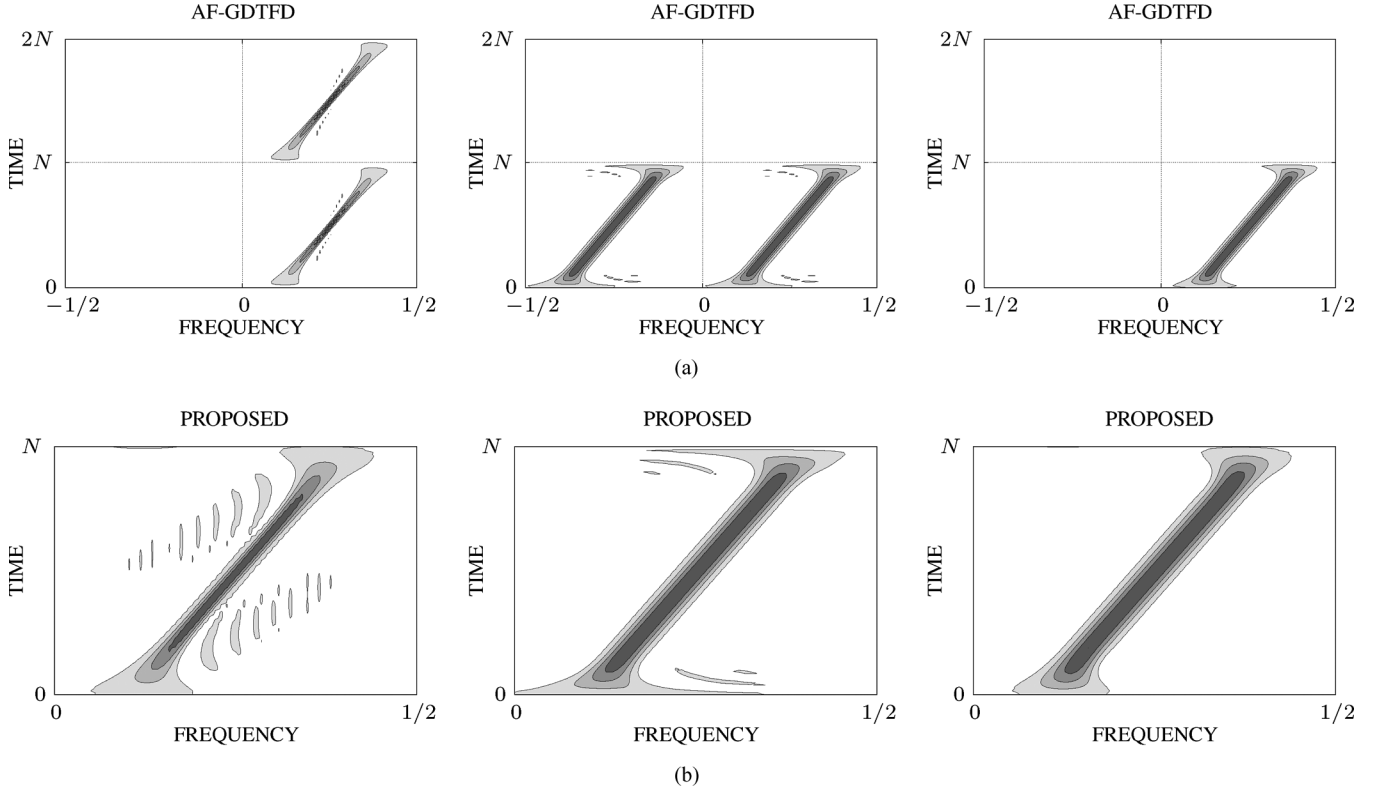 AF-GDTFD AF-GDTFD AF-GDTFD
2N 2N 2N
TIME TIME TIME
N N N
0 0 0
−1/2 0 1/2 −1/2 0 1/2 −1/2 0 1/2
FREQUENCY FREQUENCY FREQUENCY
(a)
PROPOSED PROPOSED PROPOSED
N N N
TIME TIME TIME
0 0 0
0 1/2 0 1/2 0 1/2
FREQUENCY FREQUENCY FREQUENCY
(b)